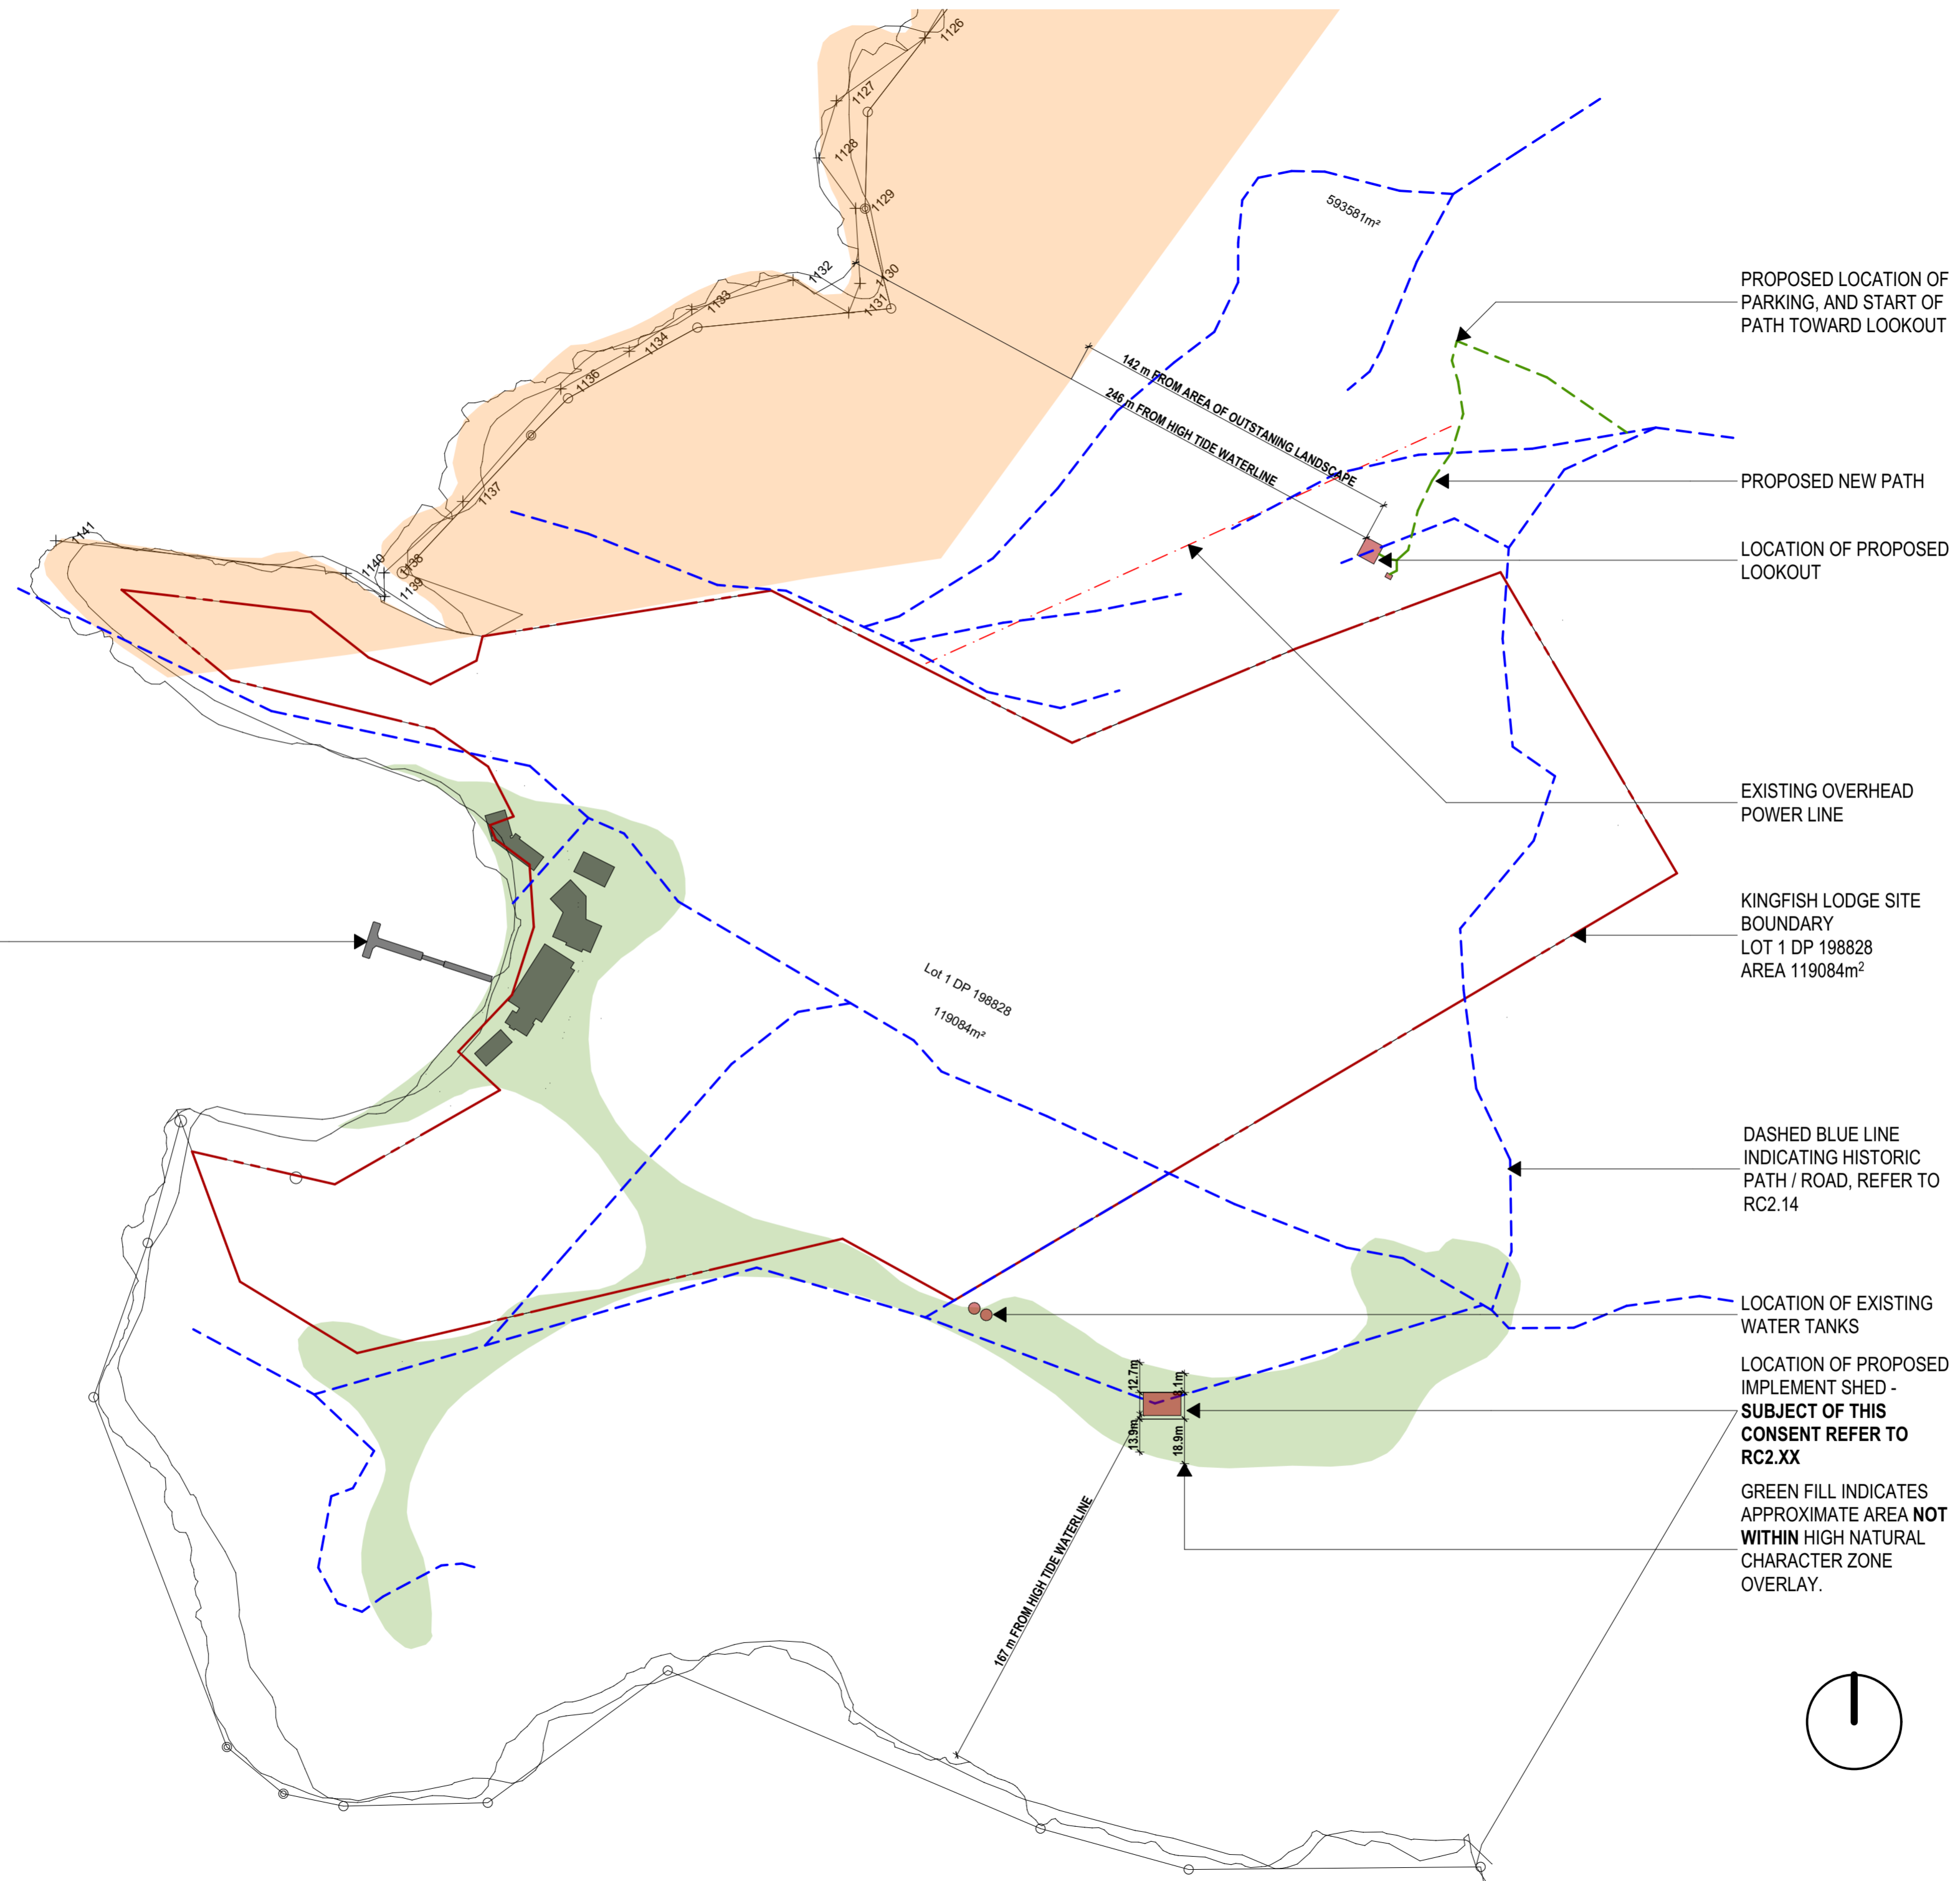 1126
1127
1128
1129
1130
1131
1132
1133
1134
1136
1137
1138
1139
1140
1141
593581m²
142 m FROM AREA OF OUTSTANING LANDSCAPE
246 m FROM HIGH TIDE WATERLINE
PROPOSED LOCATION OF
PARKING, AND START OF
PATH TOWARD LOOKOUT
PROPOSED NEW PATH
LOCATION OF PROPOSED
LOOKOUT
EXISTING OVERHEAD
POWER LINE
KINGFISH LODGE SITE
BOUNDARY
LOT 1 DP 198828
AREA 119084m²
Lot 1 DP 198828
119084m²
DASHED BLUE LINE
INDICATING HISTORIC
PATH / ROAD, REFER TO
RC2.14
LOCATION OF EXISTING
WATER TANKS
LOCATION OF PROPOSED
IMPLEMENT SHED -
SUBJECT OF THIS
CONSENT REFER TO
RC2.XX
GREEN FILL INDICATES
APPROXIMATE AREA NOT
WITHIN HIGH NATURAL
CHARACTER ZONE
OVERLAY.
12.7m
13.9m
18.9m
167 m FROM HIGH TIDE WATERLINE